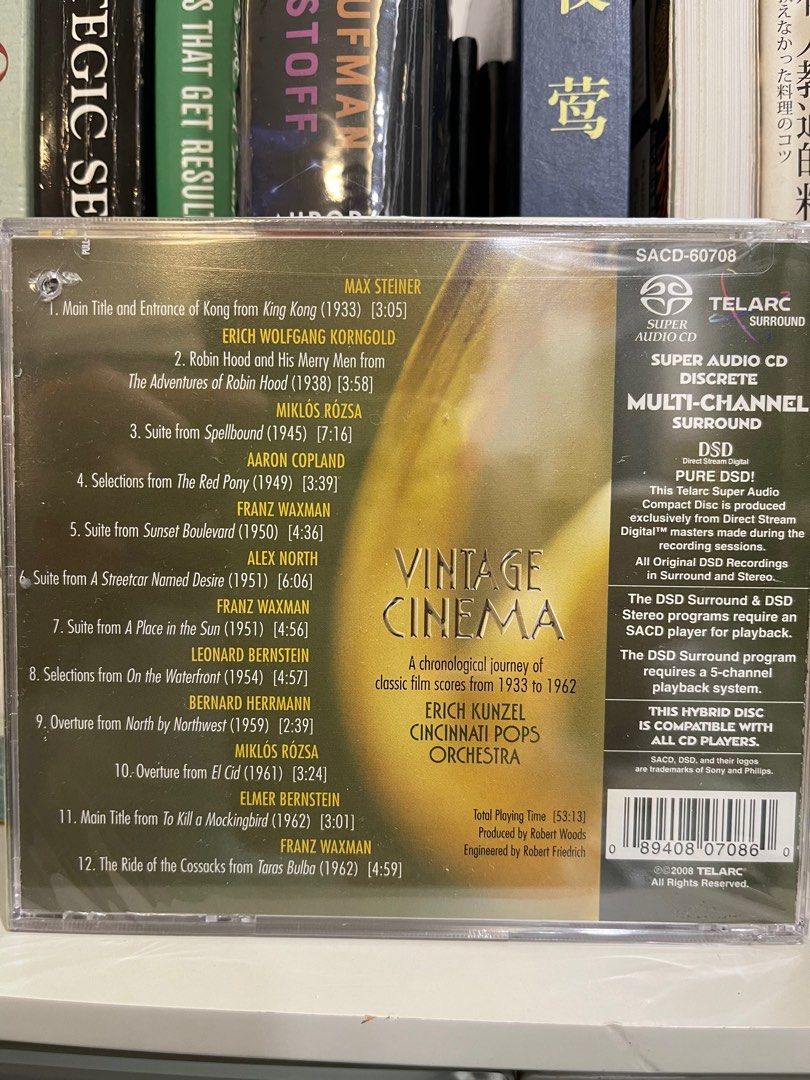 TEGIC SE
S THAT GET RESULT
UFMAN
STOFF
莺
えなかった料理のコツ
人教道的料
PULL
SACD-60708
MAX STEINER
1. Main Title and Entrance of Kong from King Kong (1933) [3:05]
ERICH WOLFGANG KORNGOLD
2. Robin Hood and His Merry Men from
The Adventures of Robin Hood (1938) [3:58]
MIKLÓS RÓZSA
3. Suite from Spellbound (1945) [7:16]
AARON COPLAND
4. Selections from The Red Pony (1949) [3:39]
FRANZ WAXMAN
5. Suite from Sunset Boulevard (1950) [4:36]
ALEX NORTH
6. Suite from A Streetcar Named Desire (1951) [6:06]
FRANZ WAXMAN
7. Suite from A Place in the Sun (1951) [4:56]
LEONARD BERNSTEIN
8. Selections from On the Waterfront (1954) [4:57]
BERNARD HERRMANN
9. Overture from North by Northwest (1959) [2:39]
MIKLÓS RÓZSA
10. Overture from El Cid (1961) [3:24]
ELMER BERNSTEIN
11. Main Title from To Kill a Mockingbird (1962) [3:01]
FRANZ WAXMAN
12. The Ride of the Cossacks from Taras Bulba (1962) [4:59]
VINTAGE
CINEMA
A chronological journey of
classic film scores from 1933 to 1962
ERICH KUNZEL
CINCINNATI POPS
ORCHESTRA
Total Playing Time [53:13]
Produced by Robert Woods
Engineered by Robert Friedrich
SUPER
AUDIO CD
TELARC
SURROUND
SUPER AUDIO CD
DISCRETE
MULTI-CHANNEL
SURROUND
DSD
Direct Stream Digital
PURE DSD!
This Telarc Super Audio
Compact Disc is produced
exclusively from Direct Stream
Digital™ masters made during the
recording sessions.
All Original DSD Recordings
in Surround and Stereo.
The DSD Surround & DSD
Stereo programs require an
SACD player for playback.
The DSD Surround program
requires a 5-channel
playback system.
THIS HYBRID DISC
IS COMPATIBLE WITH
ALL CD PLAYERS.
SACD, DSD, and their logos
are trademarks of Sony and Philips.
0 89408 07086 0
℗©2008 TELARC
All Rights Reserved.